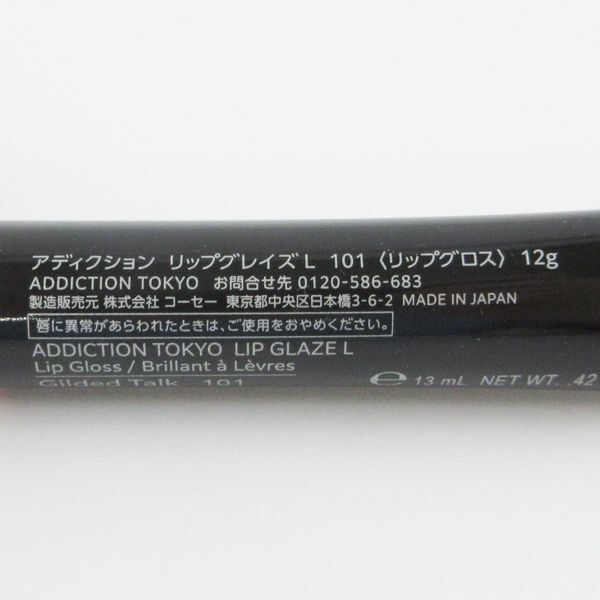 アディクション リップグレイズ L 101 〈リップグロス〉 12g
ADDICTION TOKYO お問合せ先 0120-586-683
製造販売元 株式会社 コーセー 東京都中央区日本橋3-6-2 MADE IN JAPAN
唇に異常があらわれたときは、ご使用をおやめください。
ADDICTION TOKYO LIP GLAZE L
Lip Gloss / Brillant à Lèvres
Gilded Talk 101
℮ 13 mL NET WT. .42